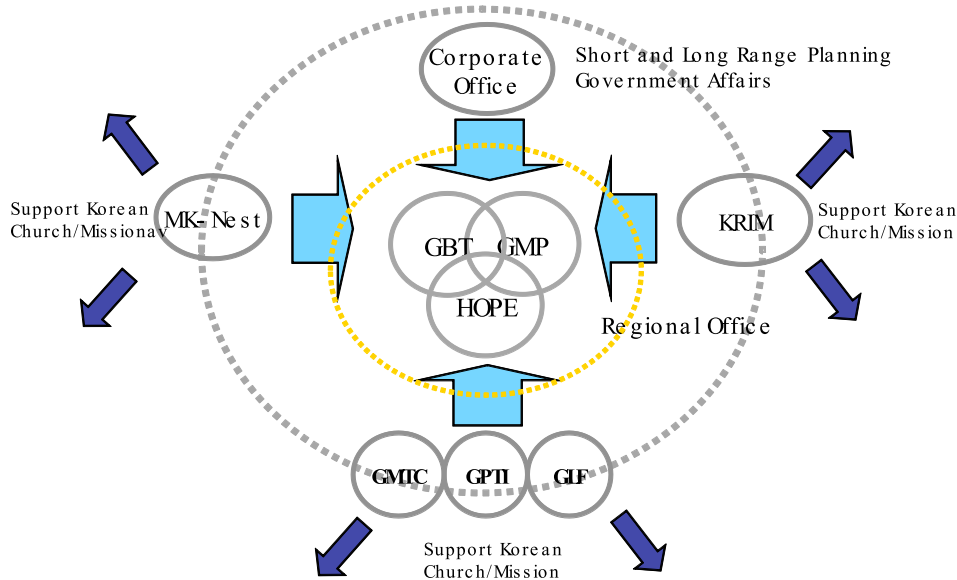 Corporate
Office
Short and Long Range Planning
Government Affairs
Support Korean
Church/Missionav
MK-Nest
GBT
GMP
HOPE
KRIM
Support Korean
Church/Mission
Regional Office
GMTC
GPTI
GLF
Support Korean
Church/Mission